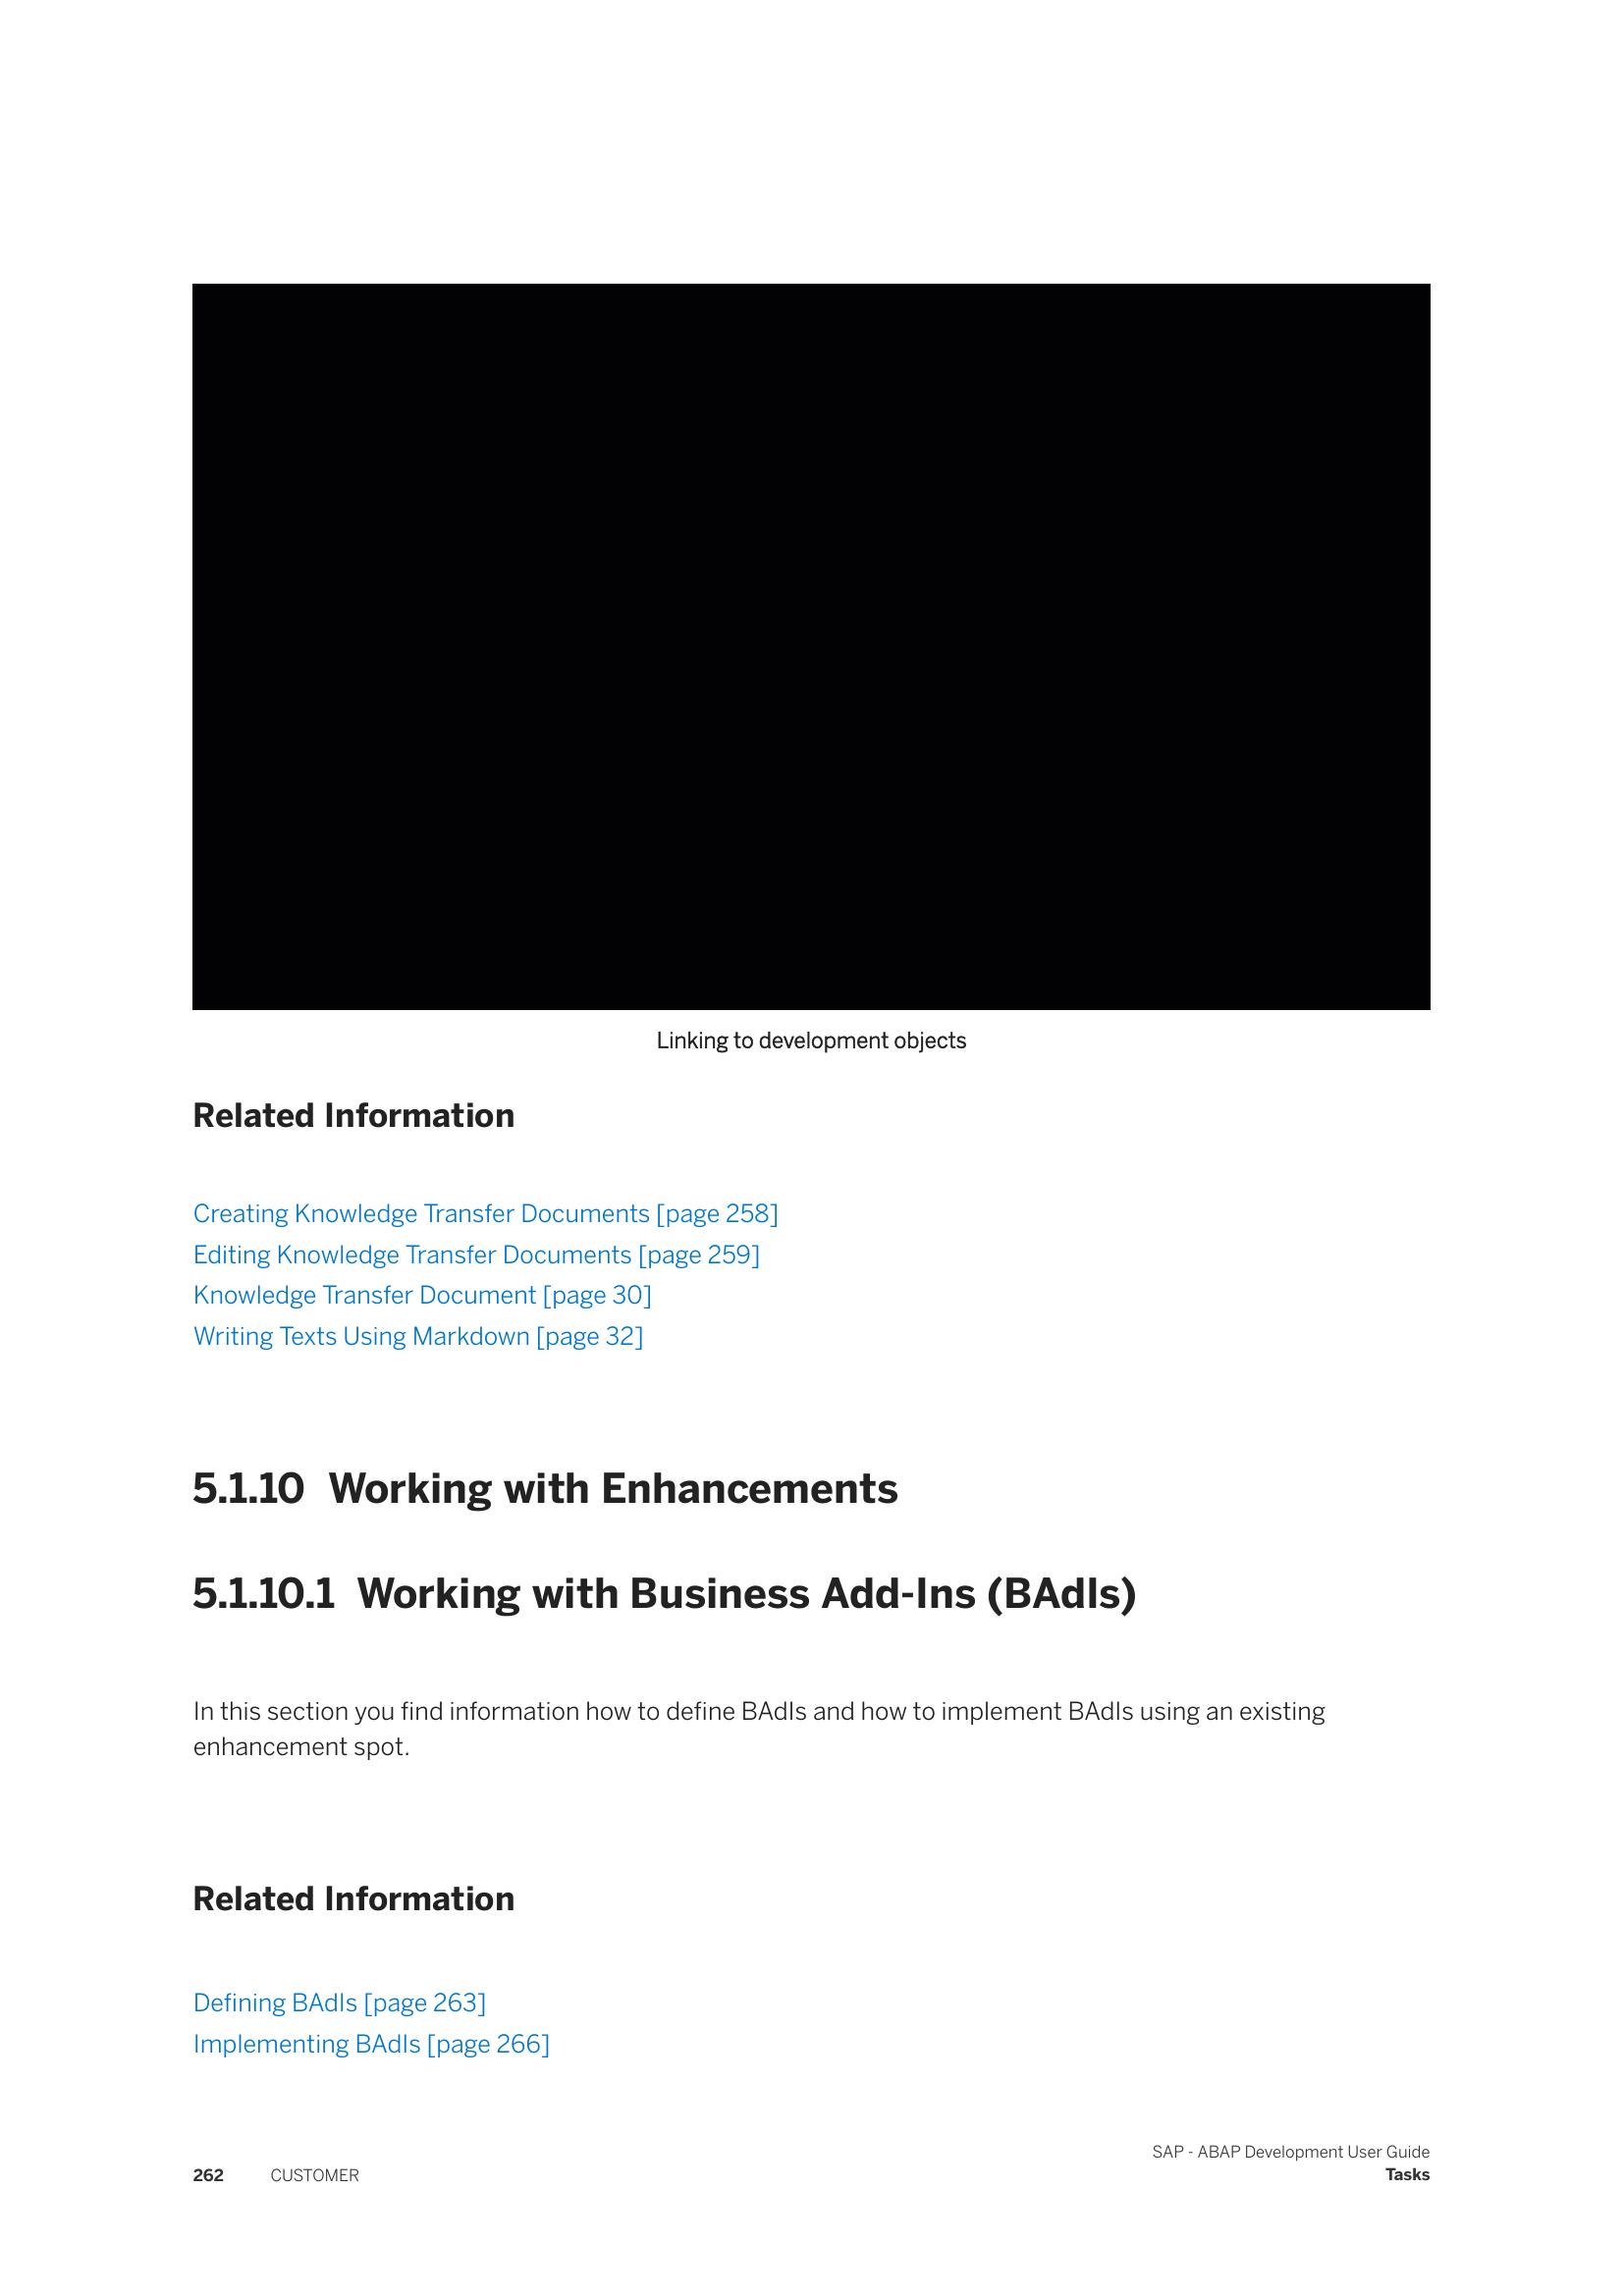 Linking to development objects
Related Information
Creating Knowledge Transfer Documents [page 258]
Editing Knowledge Transfer Documents [page 259]
Knowledge Transfer Document [page 30]
Writing Texts Using Markdown [page 32]
5.1.10 Working with Enhancements
5.1.10.1 Working with Business Add-Ins (BAdIs)
In this section you find information how to define BAdIs and how to implement BAdIs using an existing
enhancement spot.
Related Information
Defining BAdIs [page 263]
Implementing BAdIs [page 266]
SAP - ABAP Development User Guide
262 CUSTOMER Tasks